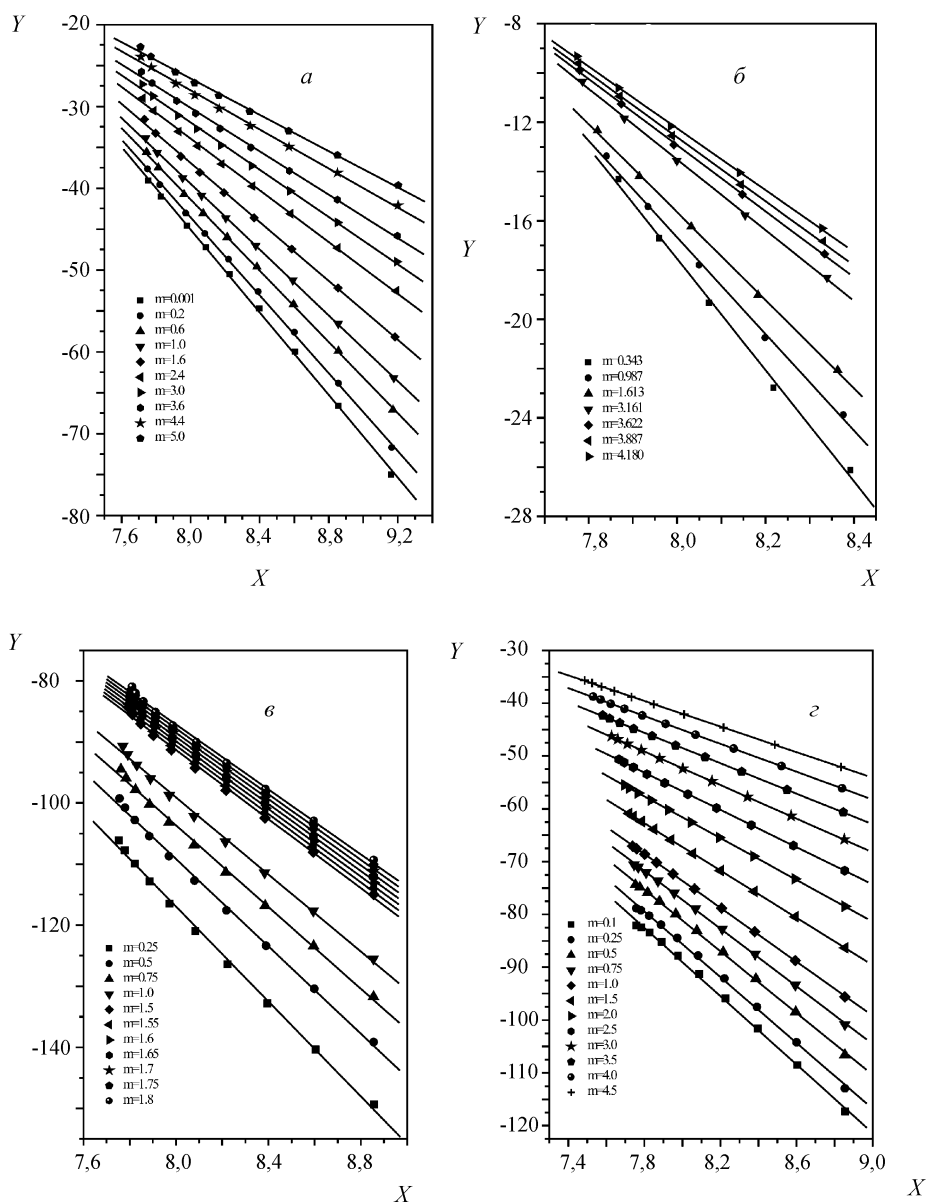 Y
-20
-30
-40
-50
-60
-70
-80
а
m=0.001
m=0.2
m=0.6
m=1.0
m=1.6
m=2.4
m=3.0
m=3.6
m=4.4
m=5.0
7,6 8,0 8,4 8,8 9,2
X
Y
-8
-12
-16
-20
-24
-28
Y
б
m=0.343
m=0.987
m=1.613
m=3.161
m=3.622
m=3.887
m=4.180
7,8 8,0 8,2 8,4
X
Y
-80
-100
-120
-140
в
m=0.25
m=0.5
m=0.75
m=1.0
m=1.5
m=1.55
m=1.6
m=1.65
m=1.7
m=1.75
m=1.8
7,6 8,0 8,4 8,8
X
Y
-30
-40
-50
-60
-70
-80
-90
-100
-110
-120
г
m=0.1
m=0.25
m=0.5
m=0.75
m=1.0
m=1.5
m=2.0
m=2.5
m=3.0
m=3.5
m=4.0
m=4.5
7,4 7,8 8,2 8,6 9,0
X